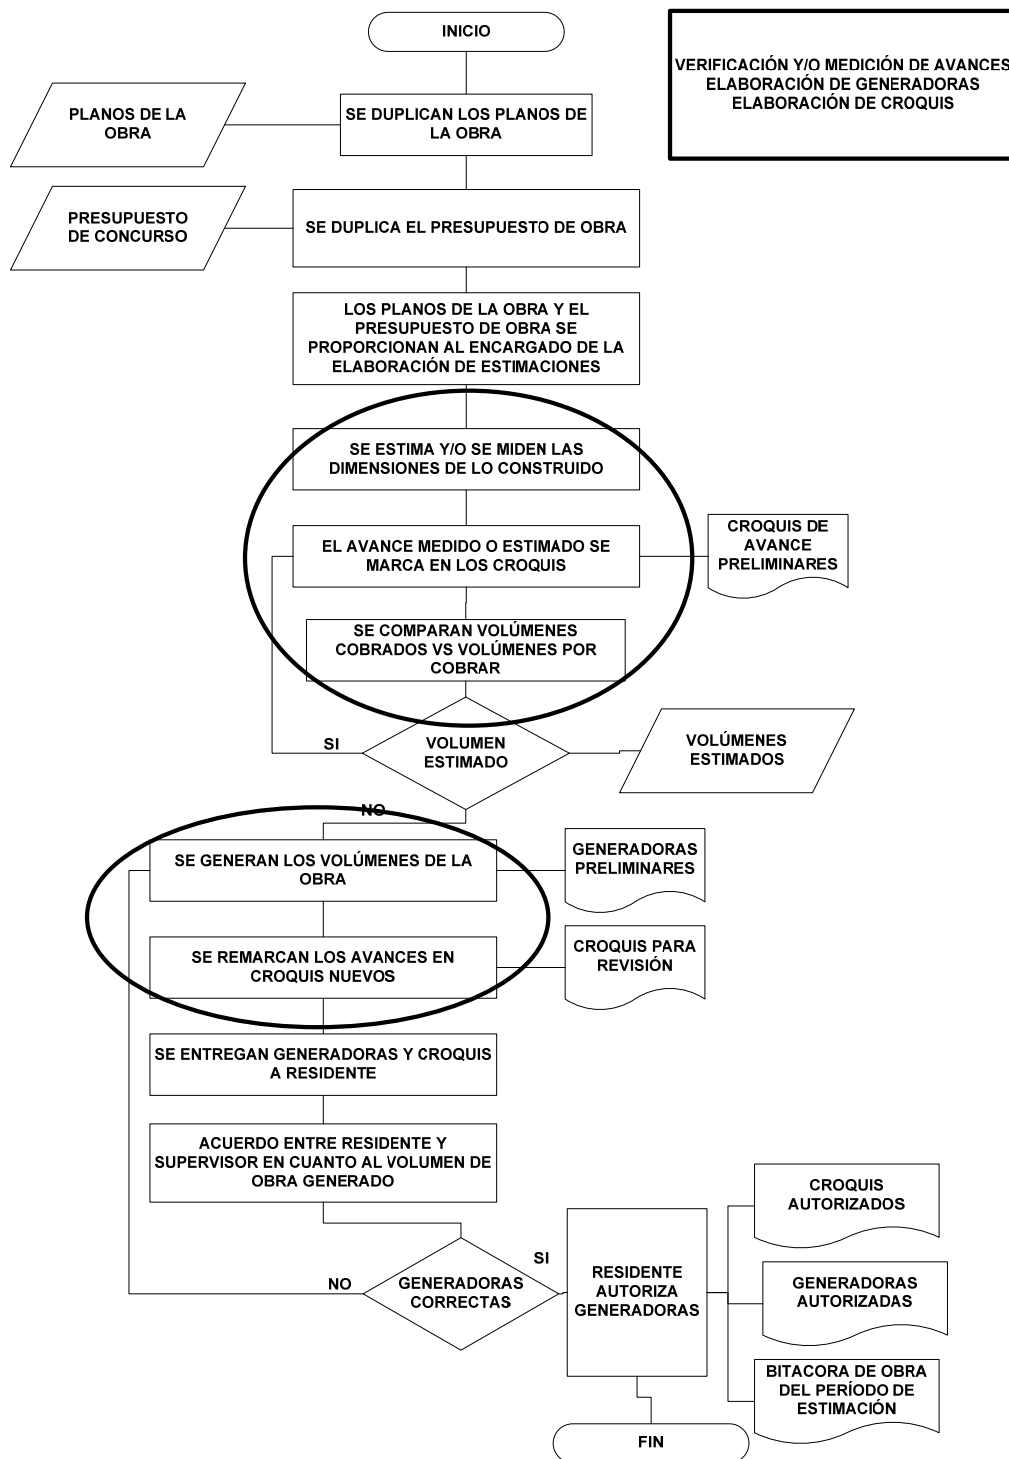 INICIO
VERIFICACIÓN Y/O MEDICIÓN DE AVANCES
ELABORACIÓN DE GENERADORAS
ELABORACIÓN DE CROQUIS
PLANOS DE LA
OBRA
SE DUPLICAN LOS PLANOS DE
LA OBRA
PRESUPUESTO
DE CONCURSO
SE DUPLICA EL PRESUPUESTO DE OBRA
LOS PLANOS DE LA OBRA Y EL
PRESUPUESTO DE OBRA SE
PROPORCIONAN AL ENCARGADO DE LA
ELABORACIÓN DE ESTIMACIONES
SE ESTIMA Y/O SE MIDEN LAS
DIMENSIONES DE LO CONSTRUIDO
EL AVANCE MEDIDO O ESTIMADO SE
MARCA EN LOS CROQUIS
CROQUIS DE
AVANCE
PRELIMINARES
SE COMPARAN VOLÚMENES
COBRADOS VS VOLÚMENES POR
COBRAR
SI
VOLUMEN
ESTIMADO
VOLÚMENES
ESTIMADOS
NO
SE GENERAN LOS VOLÚMENES DE LA
OBRA
GENERADORAS
PRELIMINARES
SE REMARCAN LOS AVANCES EN
CROQUIS NUEVOS
CROQUIS PARA
REVISIÓN
SE ENTREGAN GENERADORAS Y CROQUIS
A RESIDENTE
ACUERDO ENTRE RESIDENTE Y
SUPERVISOR EN CUANTO AL VOLUMEN DE
OBRA GENERADO
NO
GENERADORAS
CORRECTAS
SI
RESIDENTE
AUTORIZA
GENERADORAS
CROQUIS
AUTORIZADOS
GENERADORAS
AUTORIZADAS
BITACORA DE OBRA
DEL PERÍODO DE
ESTIMACIÓN
FIN